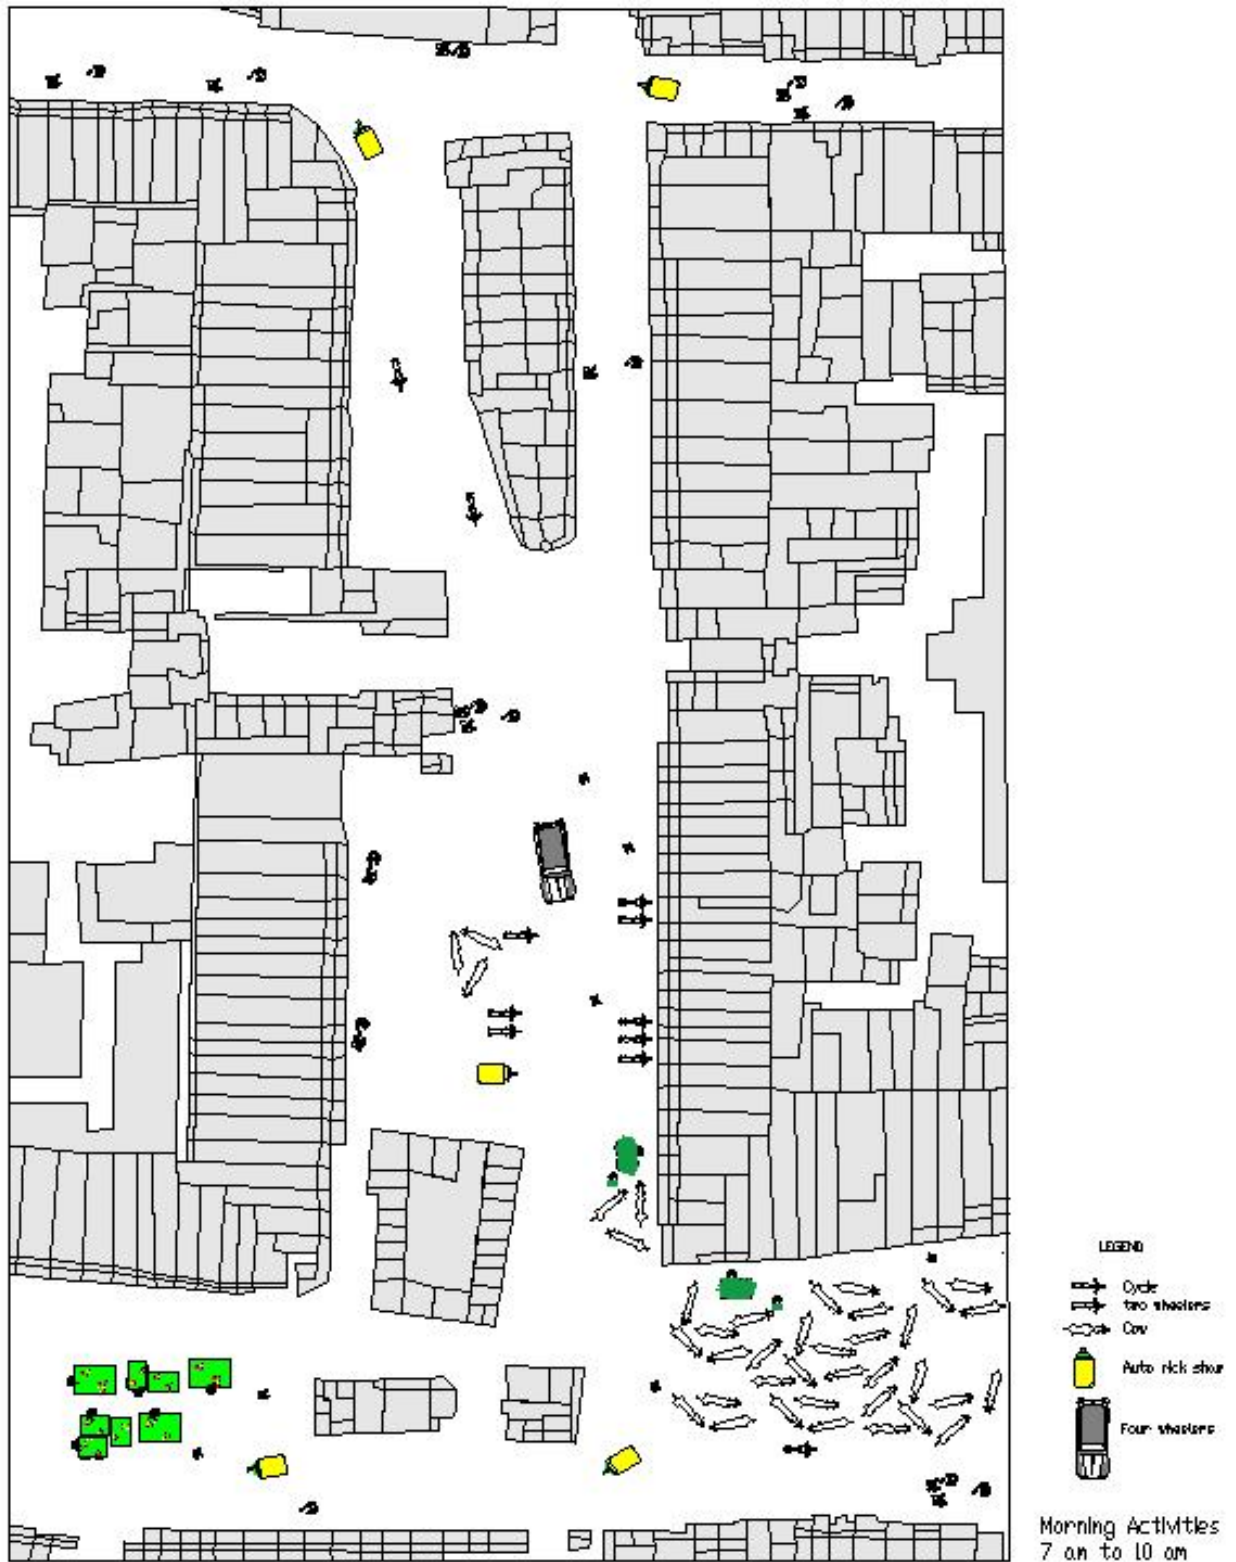 LEGEND
Cycle
two wheelers
Cow
Auto rick shaw
Four wheelers
Morning Activities
7 am to 10 am